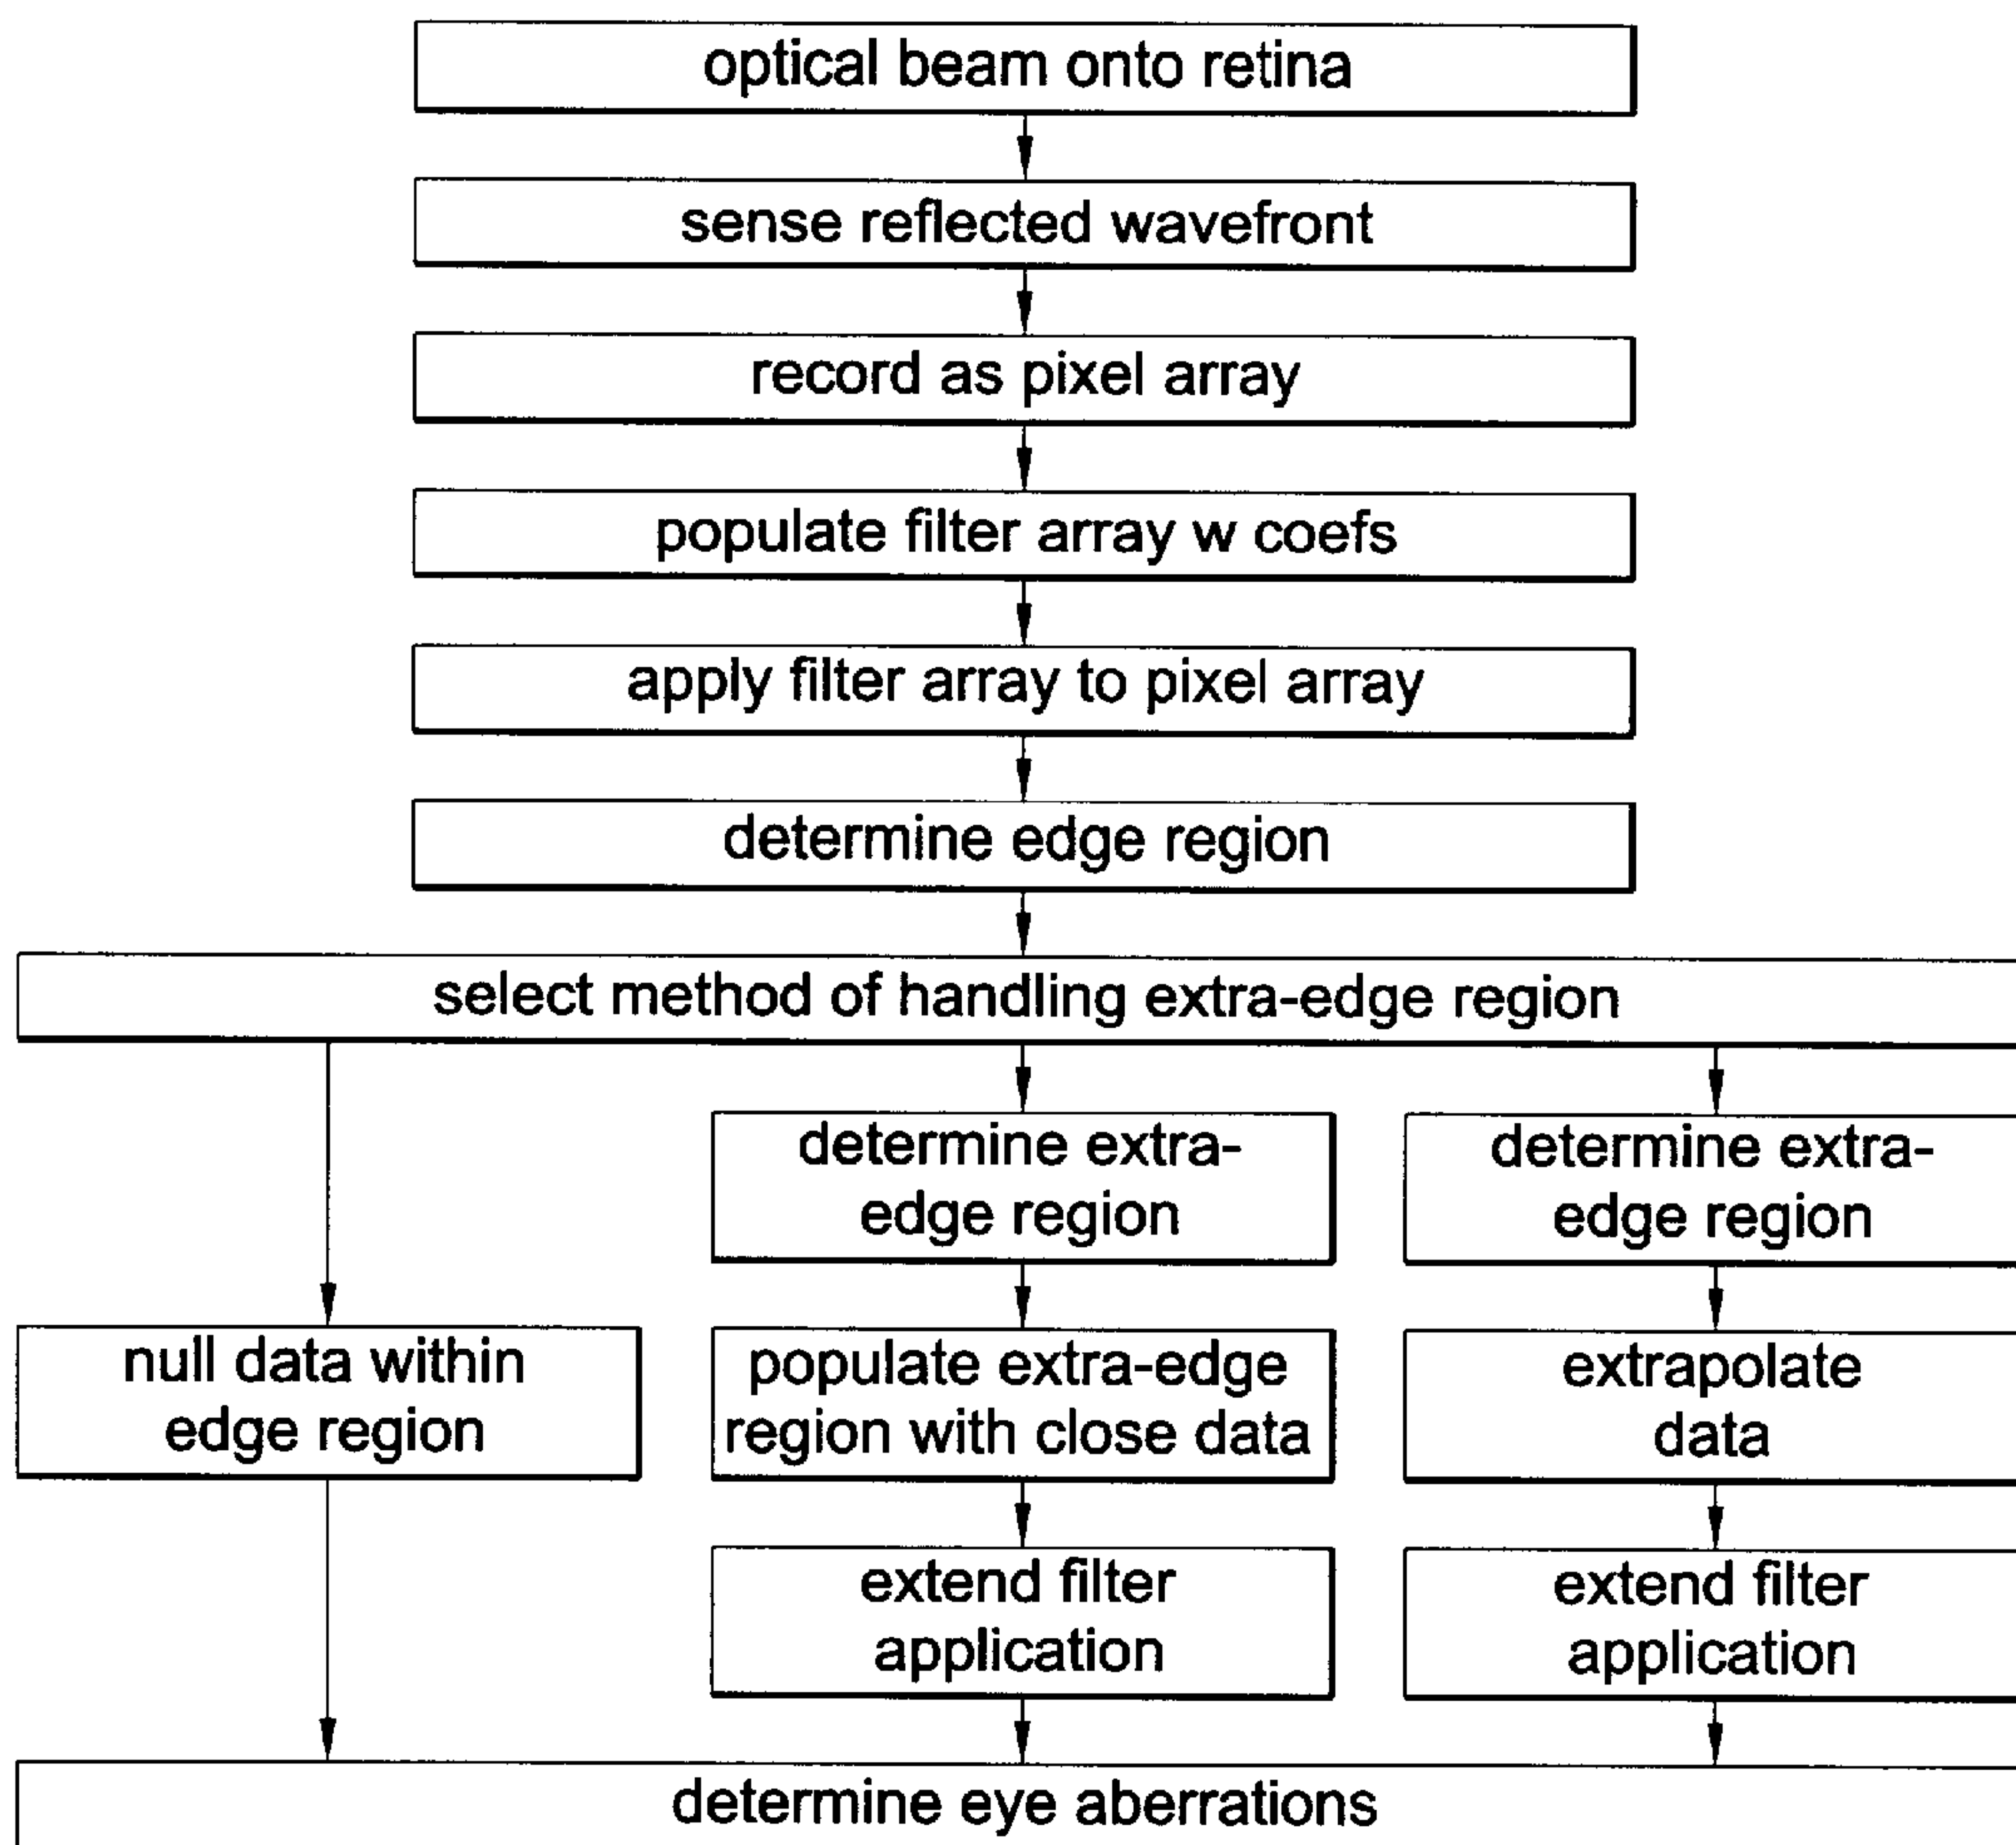 optical beam onto retina
sense reflected wavefront
record as pixel array
populate filter array w coefs
apply filter array to pixel array
determine edge region
select method of handling extra-edge region
determine extra-
edge region
determine extra-
edge region
null data within
edge region
populate extra-edge
region with close data
extrapolate
data
extend filter
application
extend filter
application
determine eye aberrations